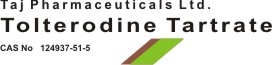 Taj Pharmaceuticals Ltd.
Tolterodine Tartrate
CAS No 124937-51-5